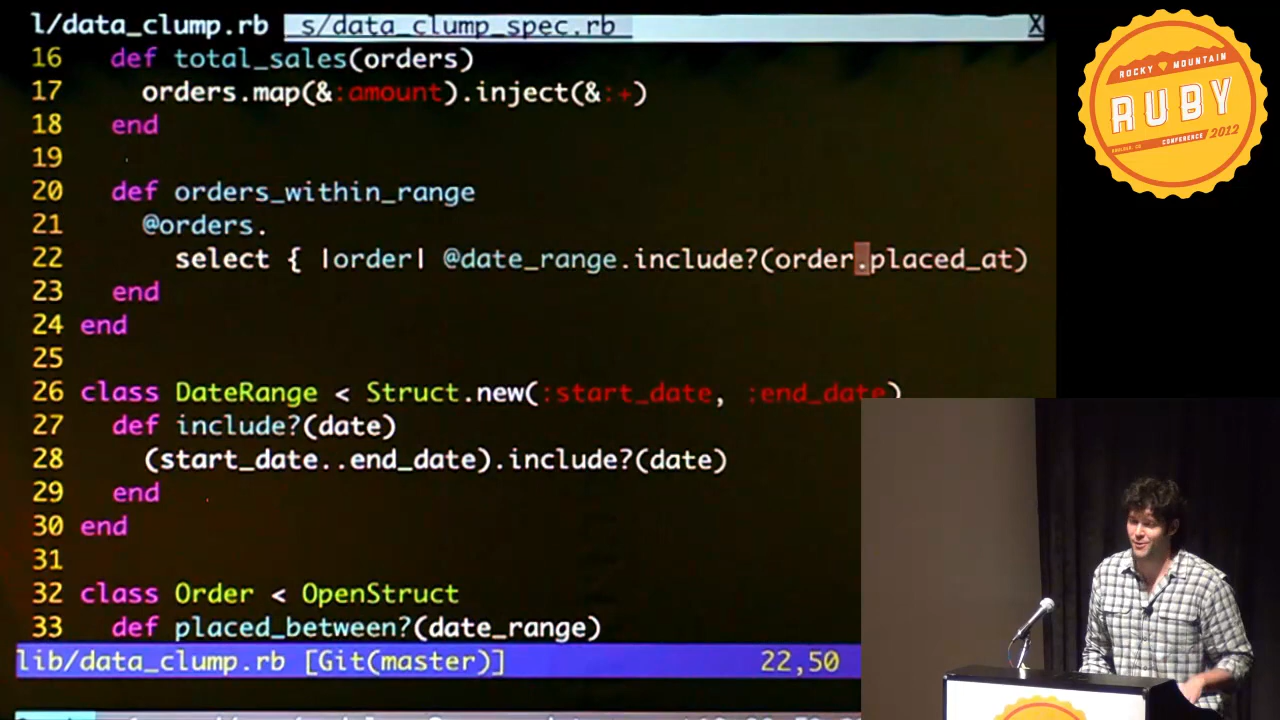 l/data_clump.rb s/data_clump_spec.rb X
16 def total_sales(orders)
17 orders.map(&:amount).inject(&:+)
18 end
19
20 def orders_within_range
21 @orders.
22 select { |order| @date_range.include?(order.placed_at)
23 end
24 end
25
26 class DateRange < Struct.new(:start_date, :end_date)
27 def include?(date)
28 (start_date..end_date).include?(date)
29 end
30 end
31
32 class Order < OpenStruct
33 def placed_between?(date_range)
lib/data_clump.rb [Git(master)] 22,50
ROCKY MOUNTAIN
RUBY
BOULDER, CO CONFERENCE 2012